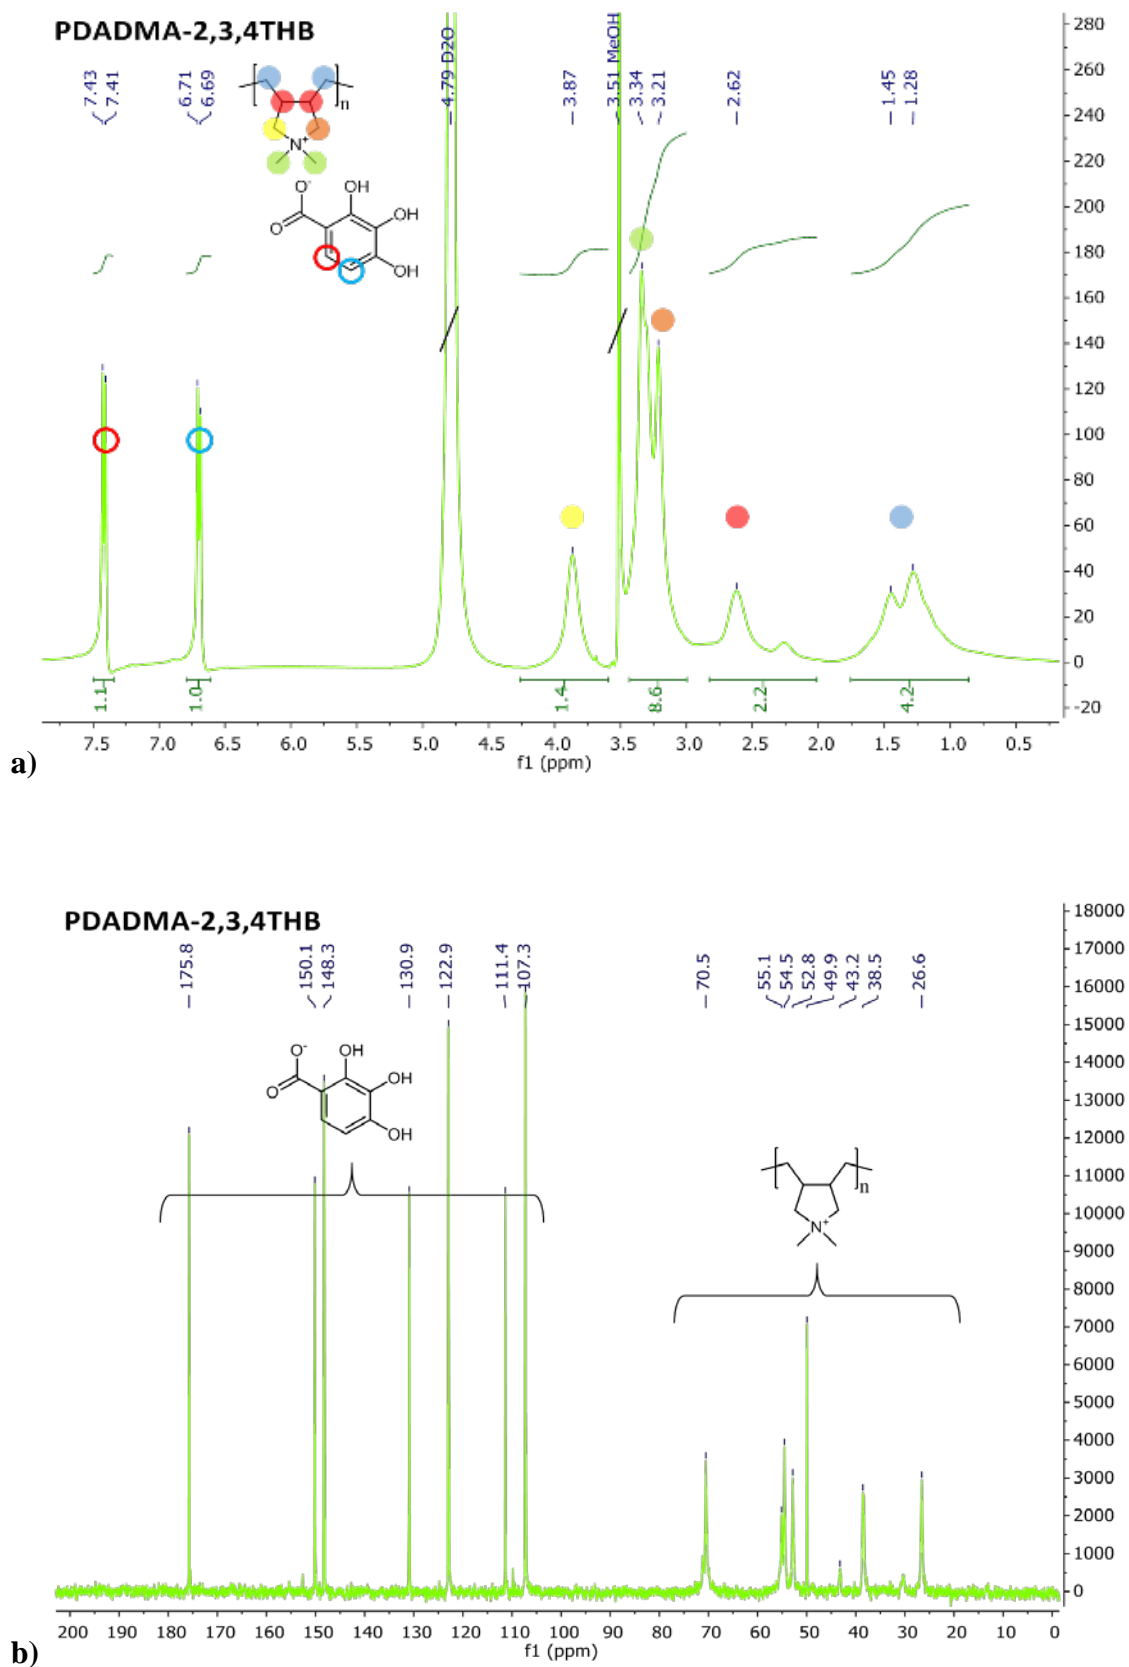 PDADMA-2,3,4THB
7.43
7.41
6.71
6.69
4.79 D2O
3.87
3.51 MeOH
3.34
3.21
2.62
1.45
1.28
280
260
240
220
200
180
160
140
120
100
80
60
40
20
0
-20
n
N+
O-
OH
O
OH
OH
1.1
1.0
1.4
8.6
2.2
4.2
7.5 7.0 6.5 6.0 5.5 5.0 4.5 4.0 3.5 3.0 2.5 2.0 1.5 1.0 0.5
f1 (ppm)
a)
PDADMA-2,3,4THB
175.8
150.1
148.3
130.9
122.9
111.4
107.3
70.5
55.1
54.5
52.8
49.9
43.2
38.5
26.6
18000
17000
16000
15000
14000
13000
12000
11000
10000
9000
8000
7000
6000
5000
4000
3000
2000
1000
0
O-
OH
O
OH
OH
n
N+
200 190 180 170 160 150 140 130 120 110 100 90 80 70 60 50 40 30 20 10 0
f1 (ppm)
b)